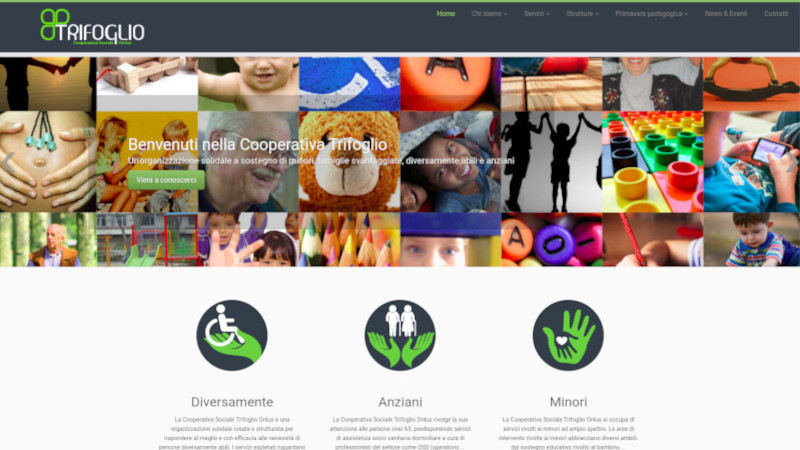 TRIFOGLIO
Cooperativa Sociale Onlus
Home Chi siamo Servizi Strutture Primavera pedagogica News & Eventi Contatti
Benvenuti nella Cooperativa Trifoglio
Un'organizzazione solidale a sostegno di minori, famiglie svantaggiate, diversamente abili e anziani
Vieni a conoscerci
A
A O I
Diversamente Anziani Minori
La Cooperativa Sociale Trifoglio Onlus è una
organizzazione solidale creata e strutturata per
rispondere al meglio e con efficacia alle necessità di
persone diversamente abili. I servizi espletati riguardano
La Cooperativa Sociale Trifoglio Onlus rivolge la sua
attenzione alle persone over 65, predisponendo servizi
di assistenza socio sanitaria domiciliare a cura di
professionisti del settore come OSS (operatorio ...
La Cooperativa Sociale Trifoglio Onlus si occupa di
servizi rivolti ai minori ad ampio spettro. Le aree di
intervento rivolte ai minori abbracciano diversi ambiti
dal sostegno educativo rivolto al bambino ...